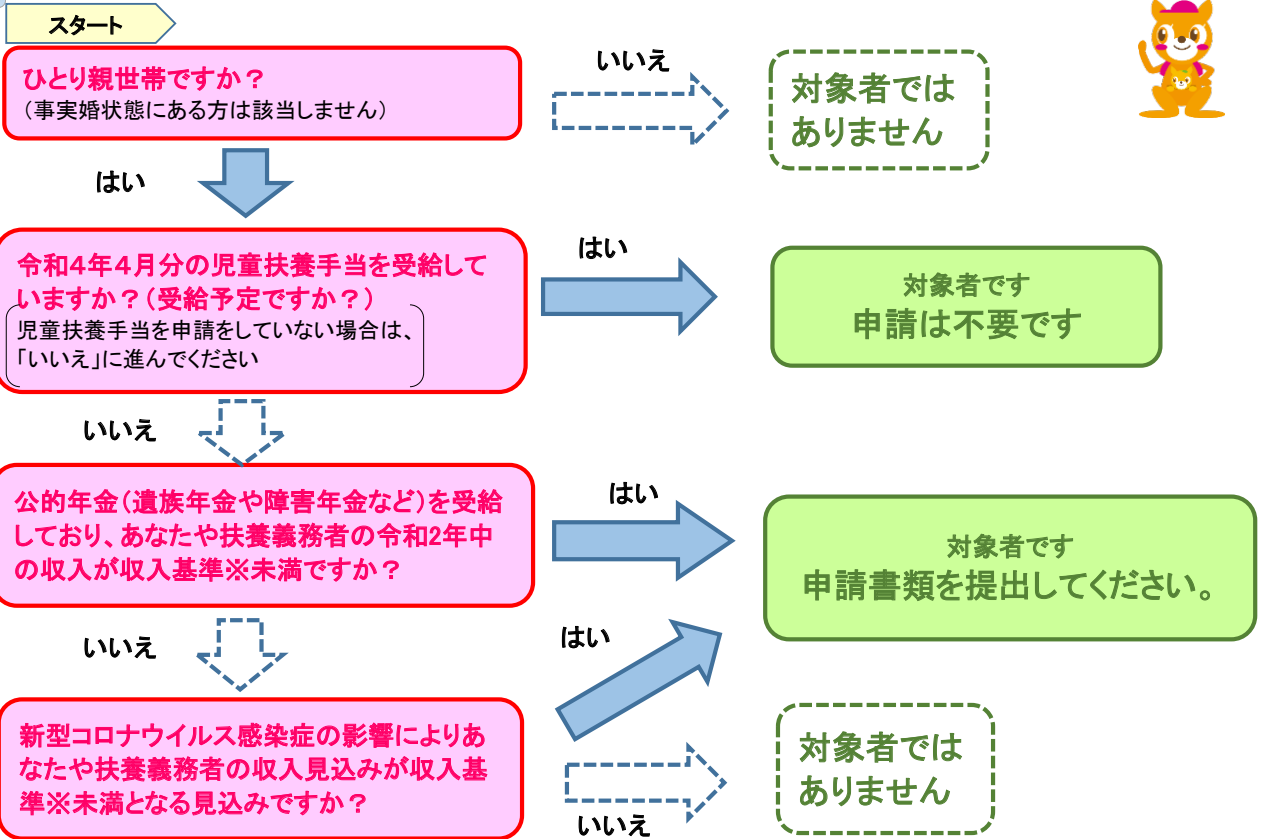 スタート
ひとり親世帯ですか？
（事実婚状態にある方は該当しません）
いいえ
対象者では
ありません
はい
令和４年４月分の児童扶養手当を受給して
いますか？（受給予定ですか？）
児童扶養手当を申請をしていない場合は、
「いいえ」に進んでください
はい
対象者です
申請は不要です
いいえ
公的年金（遺族年金や障害年金など）を受給
しており、あなたや扶養義務者の令和2年中
の収入が収入基準※未満ですか？
はい
対象者です
申請書類を提出してください。
いいえ
はい
新型コロナウイルス感染症の影響によりあ
なたや扶養義務者の収入見込みが収入基
準※未満となる見込みですか？
いいえ
対象者では
ありません